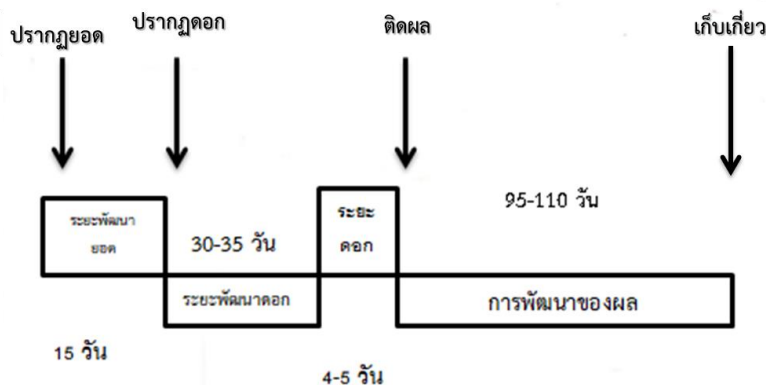 ปรากฏยอด
ปรากฏดอก
ติดผล
เก็บเกี่ยว
ระยะพัฒนา
ยอด
30-35 วัน
ระยะ
ดอก
95-110 วัน
ระยะพัฒนาดอก
การพัฒนาของผล
15 วัน
4-5 วัน